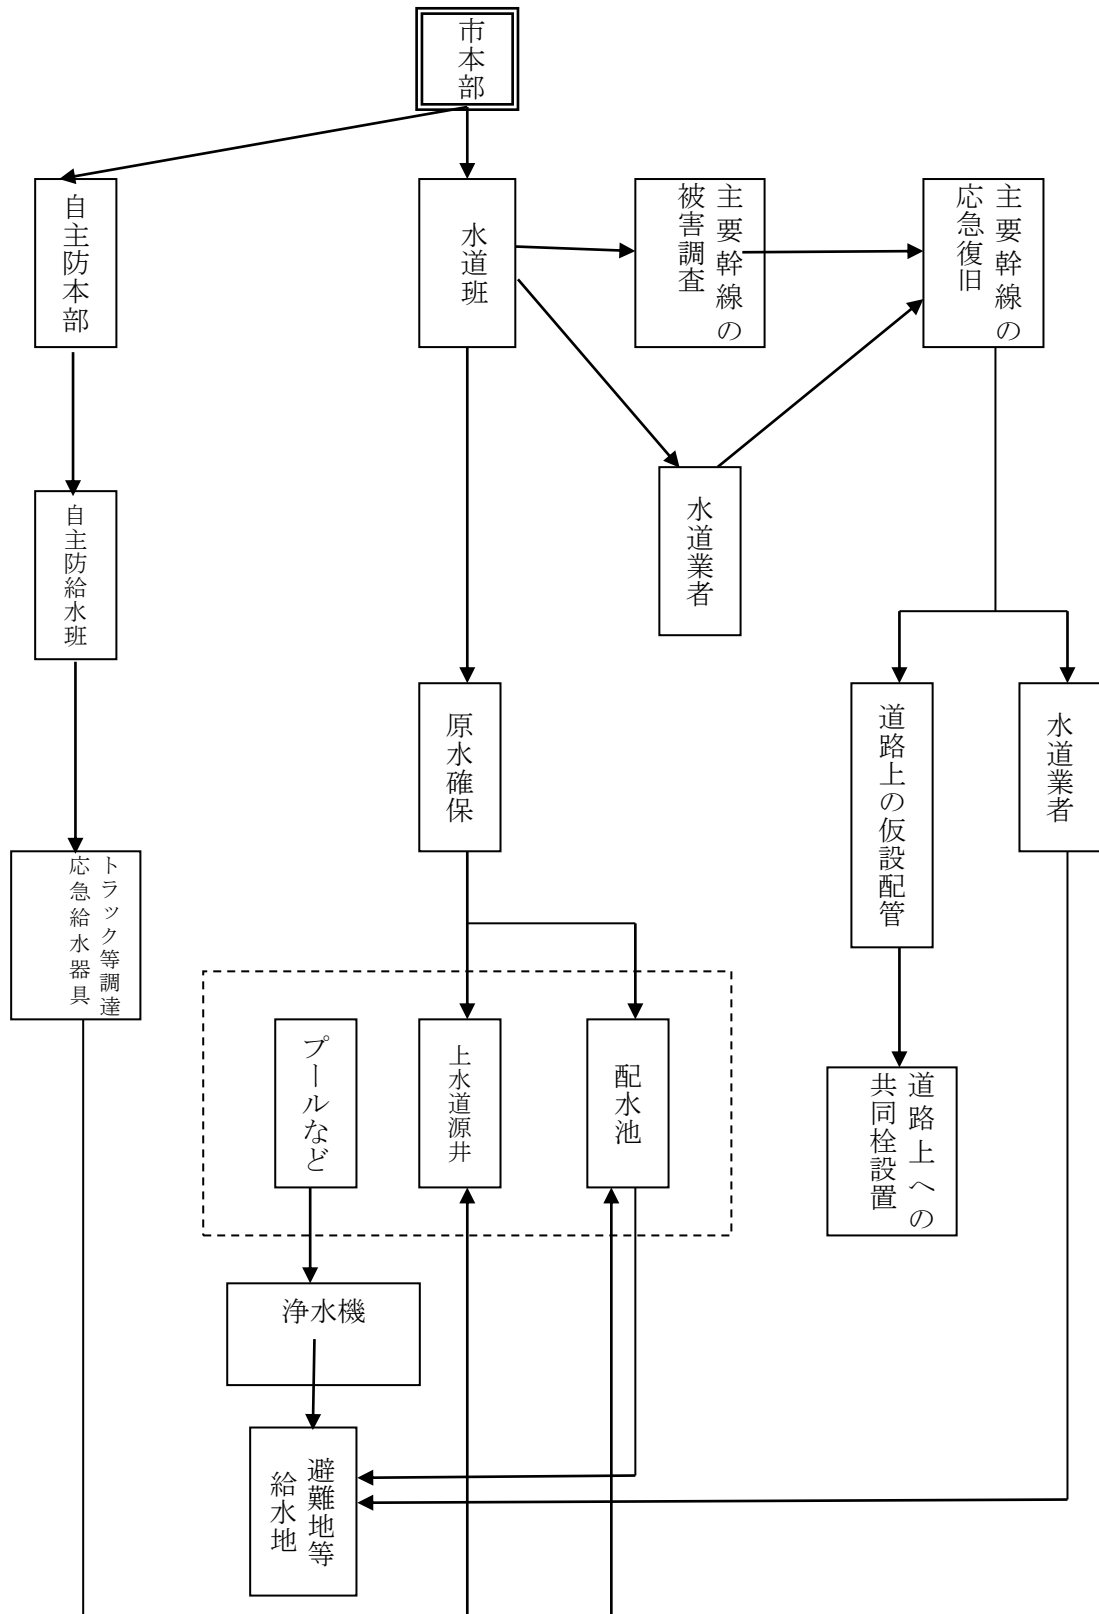 市本部
自主防本部
水道班
主要幹線の
被害調査
主要幹線の
応急復旧
水道業者
自主防給水班
原水確保
道路上の仮設配管
水道業者
トラック等調達
応急給水器具
プールなど
上水道源井
配水池
道路上への
共同栓設置
浄水機
避難地等
給水地